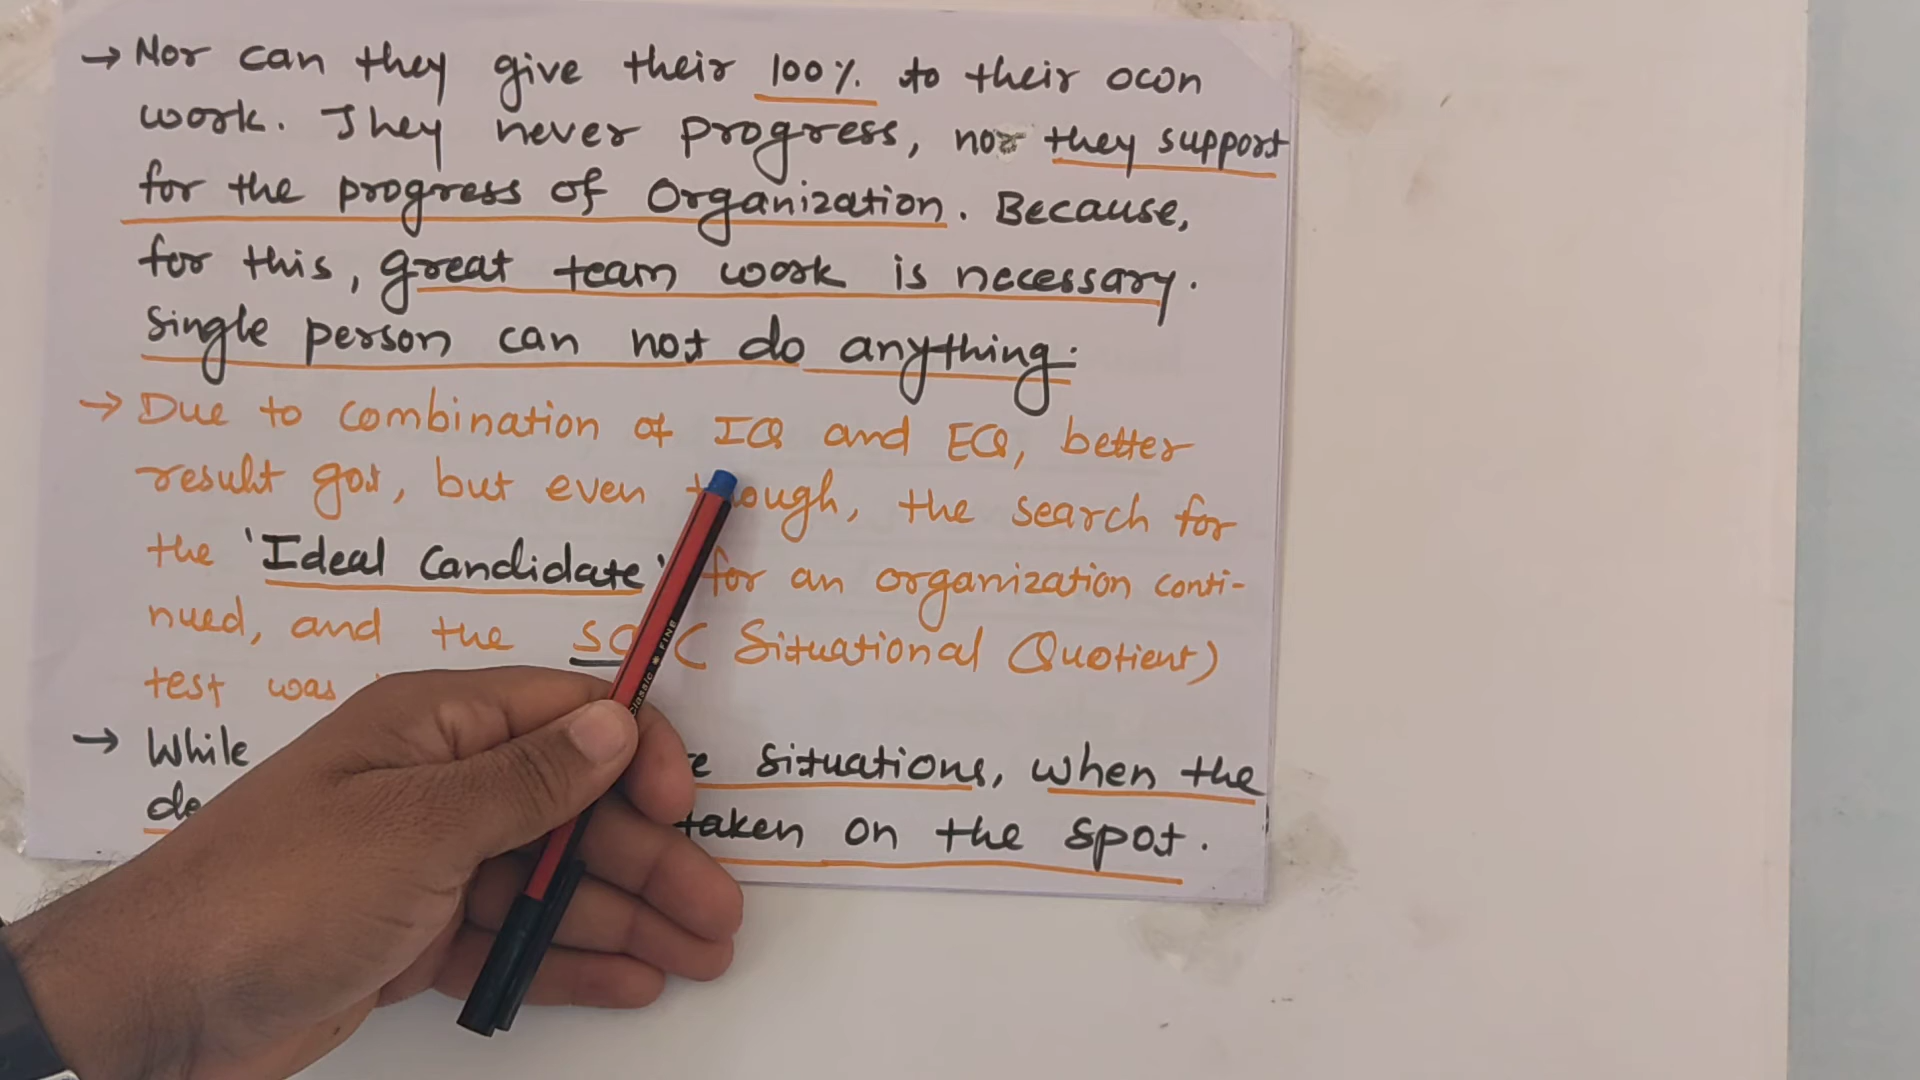 → Nor can they give their 100% to their own
work. They never progress, nor they support
for the progress of Organization. Because,
for this, great team work is necessary.
Single person can not do anything.
→ Due to combination of IQ and EQ, better
result got, but even though, the search for
the 'Ideal Candidate' for an organization conti-
nued, and the SQ ( Situational Quotient)
test was
→ While situations, when the
taken on the spot.
Classic FINE